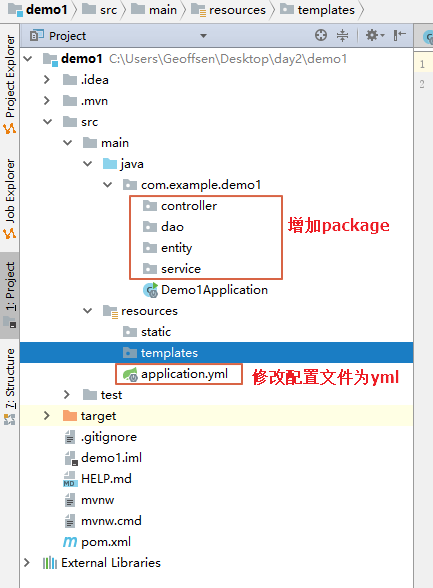 demo1 src main resources templates
Project
demo1 C:\Users\Geoffsen\Desktop\day2\demo1
.idea
.mvn
src
main
java
com.example.demo1
controller
dao
entity
service
增加package
Demo1Application
resources
static
templates
application.yml
修改配置文件为yml
test
target
.gitignore
demo1.iml
HELP.md
mvnw
mvnw.cmd
pom.xml
External Libraries
Project Explorer
Job Explorer
1: Project
7: Structure
1
2